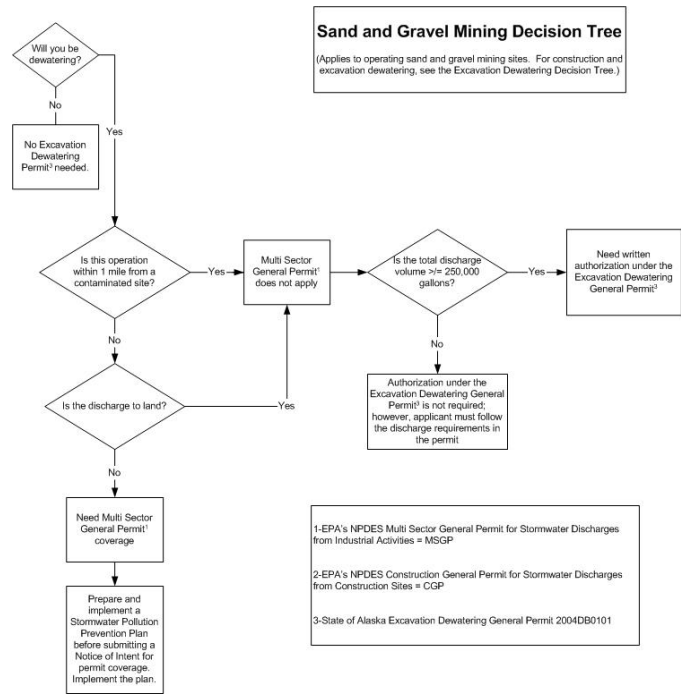 Sand and Gravel Mining Decision Tree
(Applies to operating sand and gravel mining sites.  For construction and
excavation dewatering, see the Excavation Dewatering Decision Tree.)
Will you be
dewatering?
No
Yes
No Excavation
Dewatering
Permit³ needed.
Is this operation
within 1 mile from a
contaminated site?
Yes
Multi Sector
General Permit¹
does not apply
Is the total discharge
volume >/= 250,000
gallons?
Yes
Need written
authorization under the
Excavation Dewatering
General Permit³
No
No
Authorization under the
Excavation Dewatering General
Permit³ is not required;
however, applicant must follow
the discharge requirements in
the permit
Is the discharge to land?
Yes
No
Need Multi Sector
General Permit¹
coverage
Prepare and
implement a
Stormwater Pollution
Prevention Plan
before submitting a
Notice of Intent for
permit coverage.
Implement the plan.
1-EPA's NPDES Multi Sector General Permit for Stormwater Discharges
from Industrial Activities = MSGP
2-EPA's NPDES Construction General Permit for Stormwater Discharges
from Construction Sites = CGP
3-State of Alaska Excavation Dewatering General Permit 2004DB0101